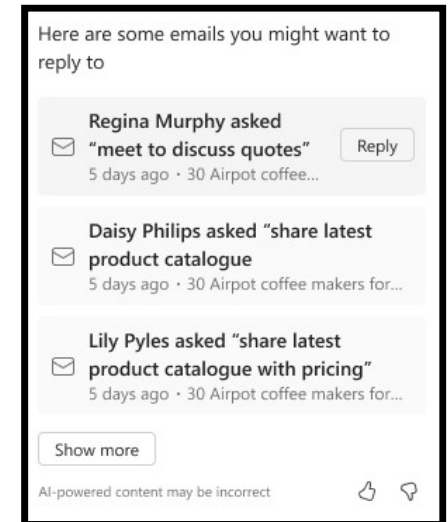 Here are some emails you might want to
reply to
Regina Murphy asked
“meet to discuss quotes”
Reply
5 days ago · 30 Airpot coffee...
Daisy Philips asked “share latest
product catalogue
5 days ago · 30 Airpot coffee makers for...
Lily Pyles asked “share latest
product catalogue with pricing”
5 days ago · 30 Airpot coffee makers for...
Show more
AI-powered content may be incorrect